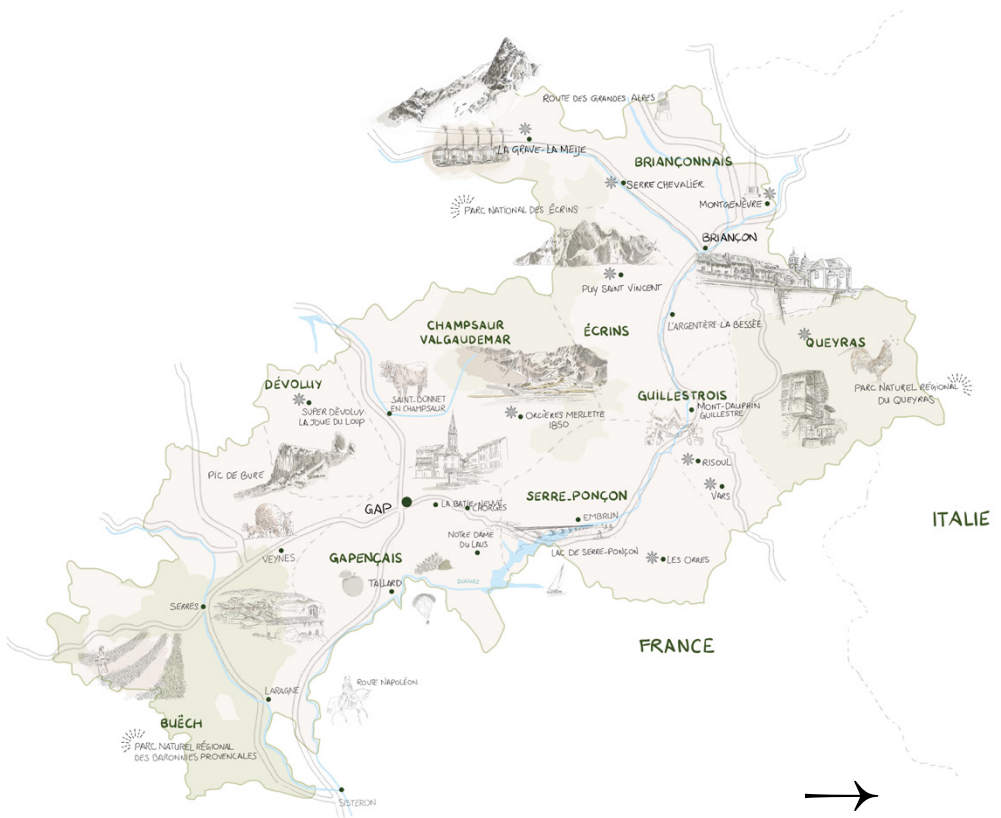 ROUTE DES GRANDES ALPES
LA GRAVE-LA MEIJE
BRIANÇONNAIS
SERRE CHEVALIER
MONTGENÈVRE
PARC NATIONAL DES ÉCRINS
BRIANÇON
PUY SAINT VINCENT
L'ARGENTIÈRE-LA BESSÉE
CHAMPSAUR
VALGAUDEMAR
ÉCRINS
QUEYRAS
DÉVOLUY
SUPER DÉVOLUY
LA JOUE DU LOUP
SAINT-BONNET
EN CHAMPSAUR
ORCIÈRES MERLETTE
1850
GUILLESTROIS
MONT-DAUPHIN
GUILLESTRE
PARC NATUREL RÉGIONAL
DU QUEYRAS
PIC DE BURE
RISOUL
VARS
GAP
LA BATIE-NEUVE
CHORGES
SERRE-PONÇON
EMBRUN
ITALIE
NOTRE DAME
DU LAUS
LAC DE SERRE-PONÇON
LES ORRES
VEYNES
GAPENÇAIS
TALLARD
DURANCE
SERRES
FRANCE
LARAGNE
ROUTE NAPOLÉON
BUËCH
PARC NATUREL RÉGIONAL
DES BARONNIES PROVENCALES
SISTERON